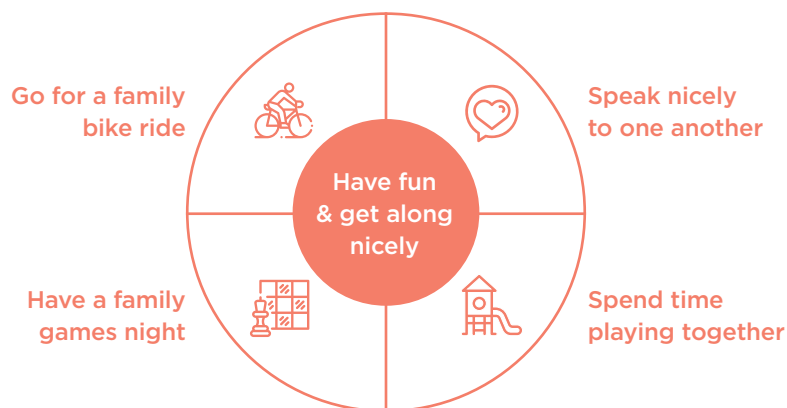 Go for a family
bike ride
Speak nicely
to one another
Have fun
& get along
nicely
Have a family
games night
Spend time
playing together